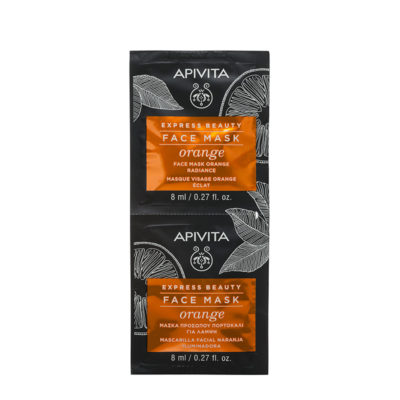 APIVITA
EXPRESS BEAUTY
FACE MASK
orange
FACE MASK ORANGE
RADIANCE
MASQUE VISAGE ORANGE
ÉCLAT
8 ml / 0.27 fl. oz.
APIVITA
EXPRESS BEAUTY
FACE MASK
orange
ΜΑΣΚΑ ΠΡΟΣΩΠΟΥ ΠΟΡΤΟΚΑΛΙ
ΓΙΑ ΛΑΜΨΗ
MASCARILLA FACIAL NARANJA
ILUMINADORA
8 ml / 0.27 fl. oz.